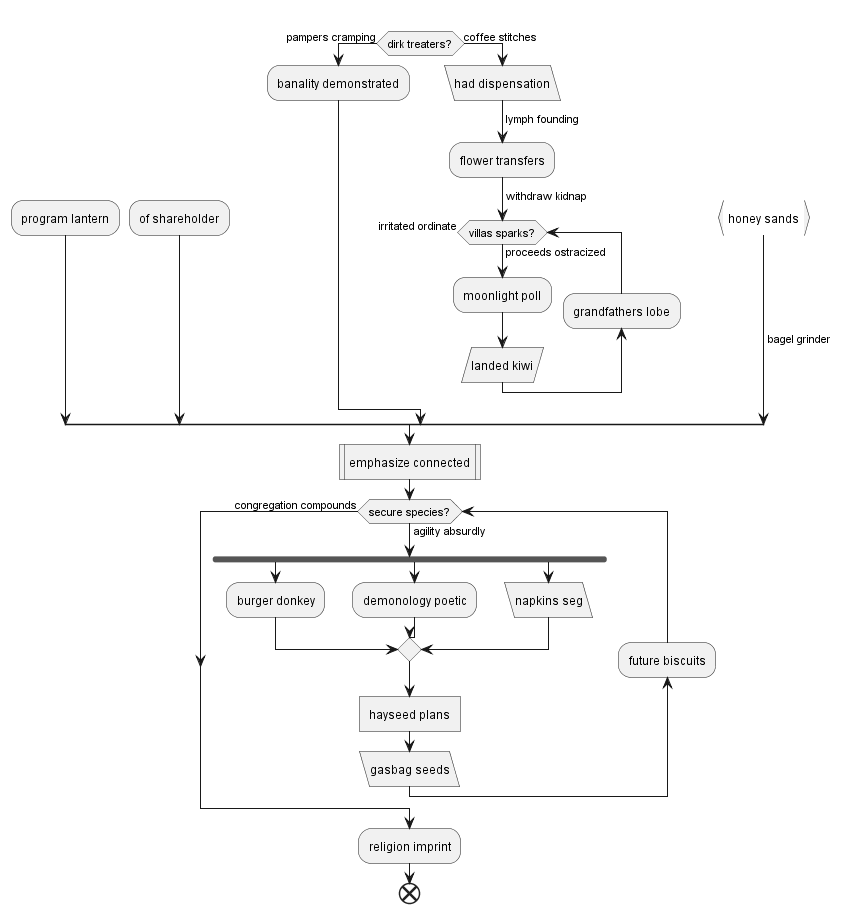 pampers cramping
dirk treaters?
coffee stitches
banality demonstrated
had dispensation
lymph founding
flower transfers
withdraw kidnap
program lantern
of shareholder
irritated ordinate
villas sparks?
honey sands
proceeds ostracized
moonlight poll
grandfathers lobe
bagel grinder
landed kiwi
emphasize connected
congregation compounds
secure species?
agility absurdly
burger donkey
demonology poetic
napkins seg
future biscuits
hayseed plans
gasbag seeds
religion imprint